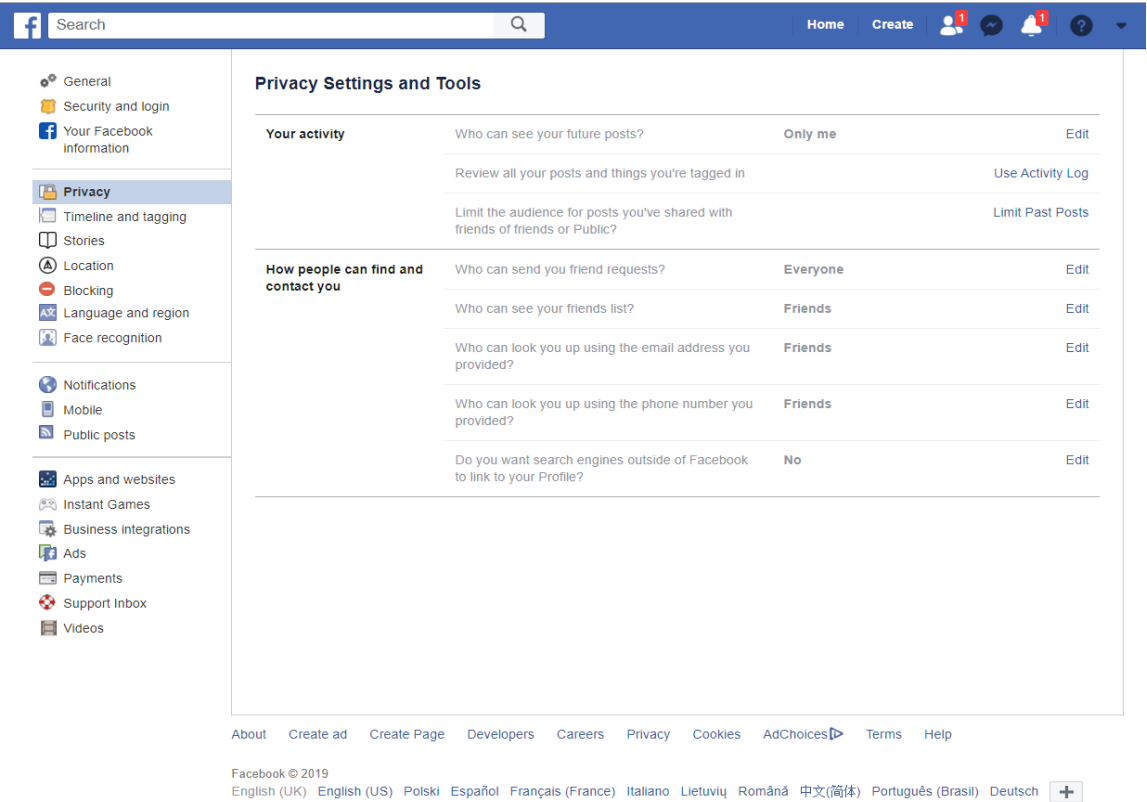 f Search Home Create 1 1 ?
General
Security and login
Your Facebook
information
Privacy
Timeline and tagging
Stories
Location
Blocking
Language and region
Face recognition
Notifications
Mobile
Public posts
Apps and websites
Instant Games
Business integrations
Ads
Payments
Support Inbox
Videos
Privacy Settings and Tools
Your activity Who can see your future posts? Only me Edit
Review all your posts and things you're tagged in Use Activity Log
Limit the audience for posts you've shared with Limit Past Posts
friends of friends or Public?
How people can find and Who can send you friend requests? Everyone Edit
contact you
Who can see your friends list? Friends Edit
Who can look you up using the email address you Friends Edit
provided?
Who can look you up using the phone number you Friends Edit
provided?
Do you want search engines outside of Facebook No Edit
to link to your Profile?
About Create ad Create Page Developers Careers Privacy Cookies AdChoices Terms Help
Facebook © 2019
English (UK) English (US) Polski Español Français (France) Italiano Lietuvių Română 中文(简体) Português (Brasil) Deutsch +